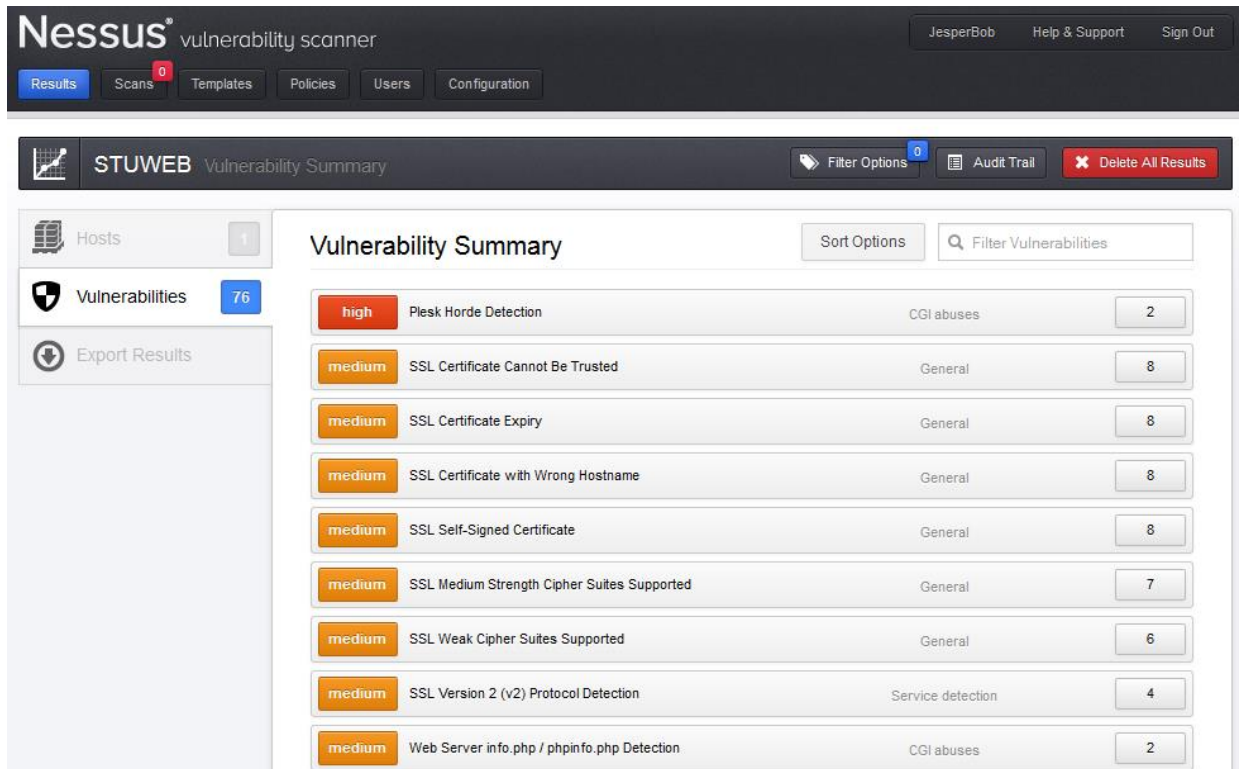 Nessus® vulnerability scanner
JesperBob Help & Support Sign Out
Results Scans 0 Templates Policies Users Configuration
STUWEB Vulnerability Summary
Filter Options 0 Audit Trail Delete All Results
Hosts 1
Vulnerabilities 76
Export Results
Vulnerability Summary
Sort Options Filter Vulnerabilities
high Plesk Horde Detection CGI abuses 2
medium SSL Certificate Cannot Be Trusted General 8
medium SSL Certificate Expiry General 8
medium SSL Certificate with Wrong Hostname General 8
medium SSL Self-Signed Certificate General 8
medium SSL Medium Strength Cipher Suites Supported General 7
medium SSL Weak Cipher Suites Supported General 6
medium SSL Version 2 (v2) Protocol Detection Service detection 4
medium Web Server info.php / phpinfo.php Detection CGI abuses 2